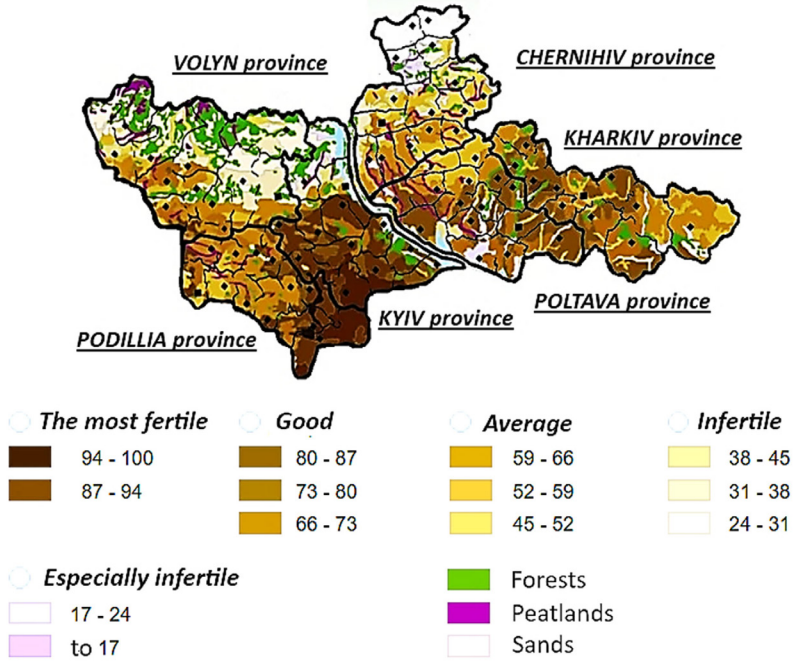 VOLYN province
CHERNIHIV province
KHARKIV province
POLTAVA province
KYIV province
PODILLIA province
The most fertile
94 - 100
87 - 94
Good
80 - 87
73 - 80
66 - 73
Average
59 - 66
52 - 59
45 - 52
Infertile
38 - 45
31 - 38
24 - 31
Especially infertile
17 - 24
to 17
Forests
Peatlands
Sands